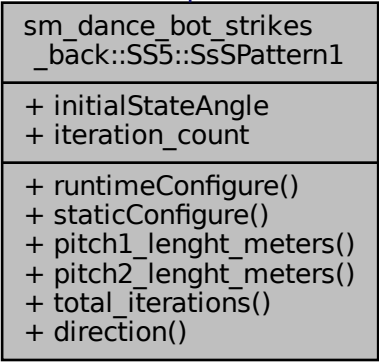 sm_dance_bot_strikes
_back::SS5::SsSPattern1
+ initialStateAngle
+ iteration_count
+ runtimeConfigure()
+ staticConfigure()
+ pitch1_lenght_meters()
+ pitch2_lenght_meters()
+ total_iterations()
+ direction()